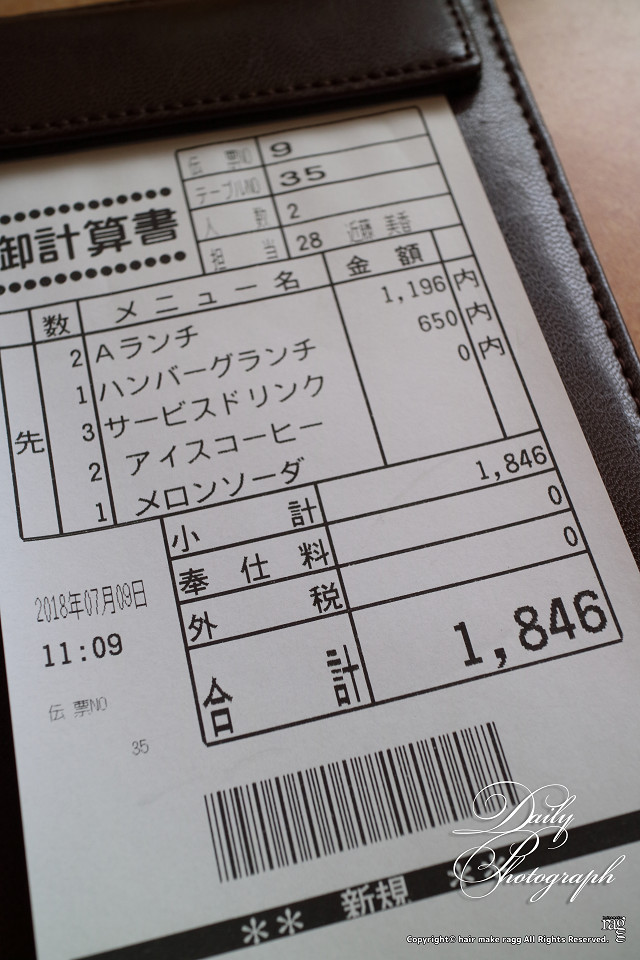 伝票NO 9
テーブルNO 35
人数 2
担当 28 近藤 美香
御計算書
数 メニュー名 金額
2 Aランチ 1,196 内
1 ハンバーグランチ 650 内
3 サービスドリンク 0 内
先
2 アイスコーヒー
1 メロンソーダ
小計 1,846
奉仕料 0
外税 0
合計 1,846
2018年07月09日
11:09
伝票NO
35
** 新規 **
Daily
Photograph
ragg
Copyright© hair make ragg All Rights Reserved.